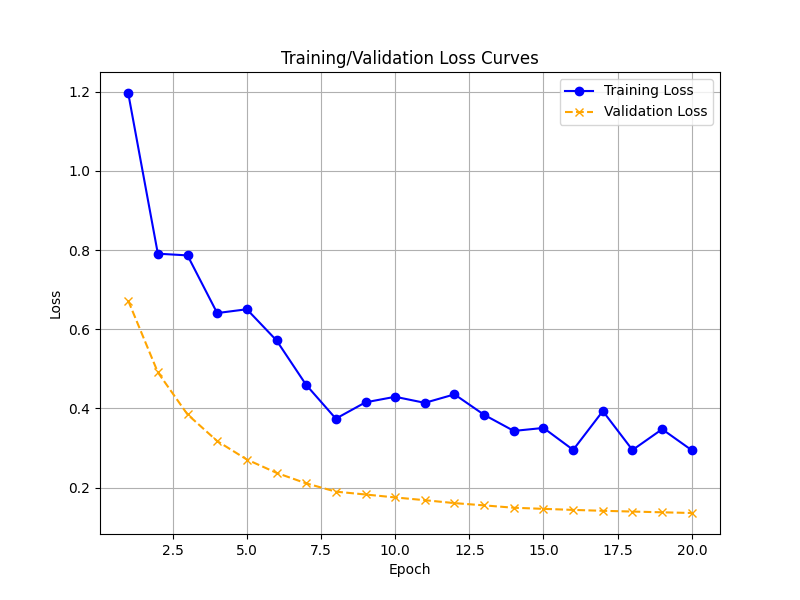 Training/Validation Loss Curves
Training Loss
Validation Loss
1.2
1.0
0.8
0.6
0.4
0.2
Loss
2.5 5.0 7.5 10.0 12.5 15.0 17.5 20.0
Epoch